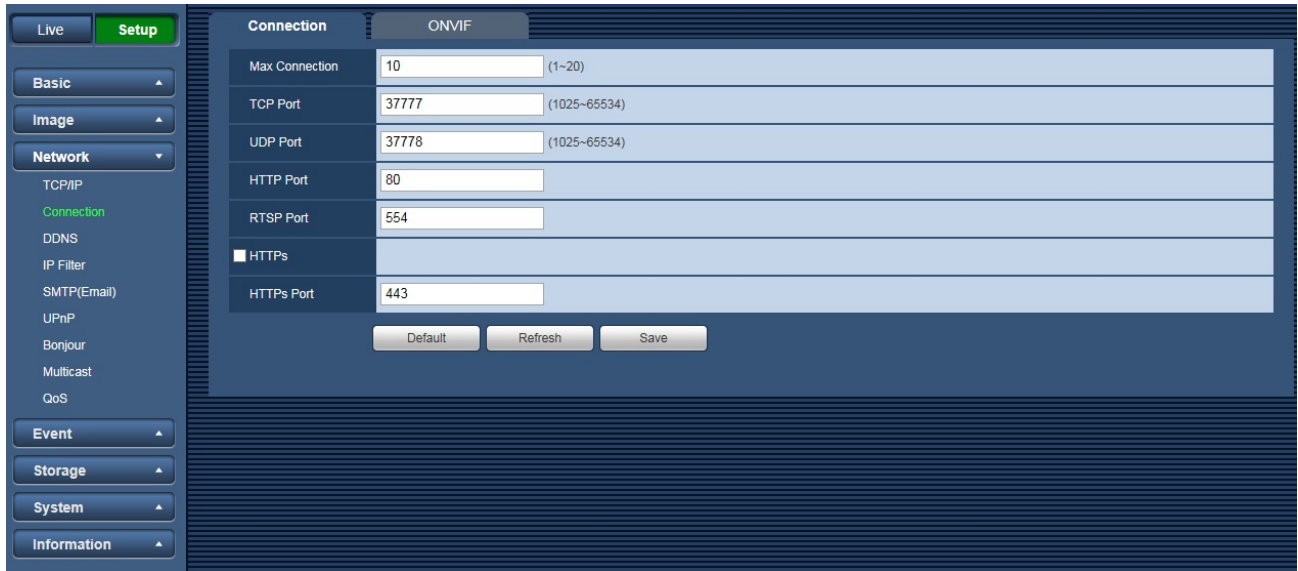 Live
Setup
Basic
Image
Network
TCP/IP
Connection
DDNS
IP Filter
SMTP(Email)
UPnP
Bonjour
Multicast
QoS
Event
Storage
System
Information
Connection
ONVIF
Max Connection 10 (1~20)
TCP Port 37777 (1025~65534)
UDP Port 37778 (1025~65534)
HTTP Port 80
RTSP Port 554
HTTPs
HTTPs Port 443
Default Refresh Save